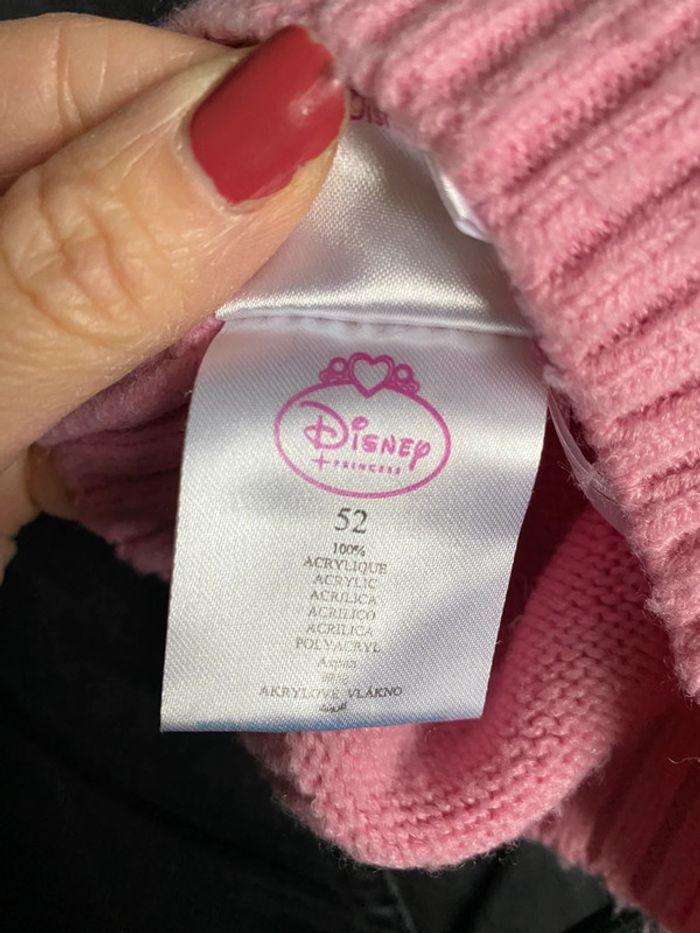 DISNEY
PRINCESS
52
100%
ACRYLIQUE
ACRYLIC
ACRILICA
ACRILICO
ACRILICA
POLYACRYL
AKRYLOVÉ VLÁKNO